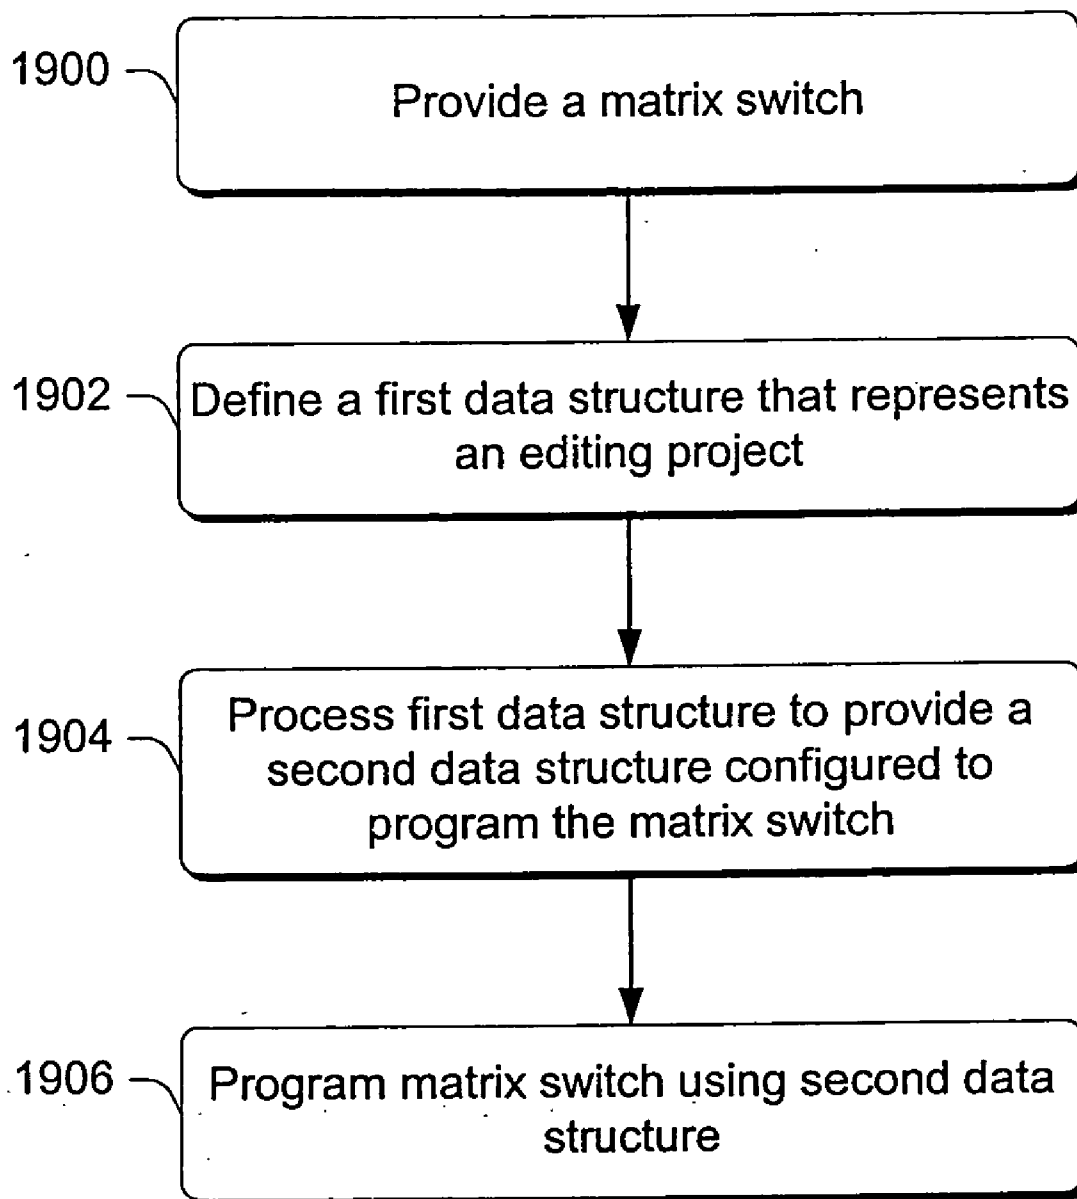 1900
Provide a matrix switch
1902
Define a first data structure that represents
an editing project
1904
Process first data structure to provide a
second data structure configured to
program the matrix switch
1906
Program matrix switch using second data
structure